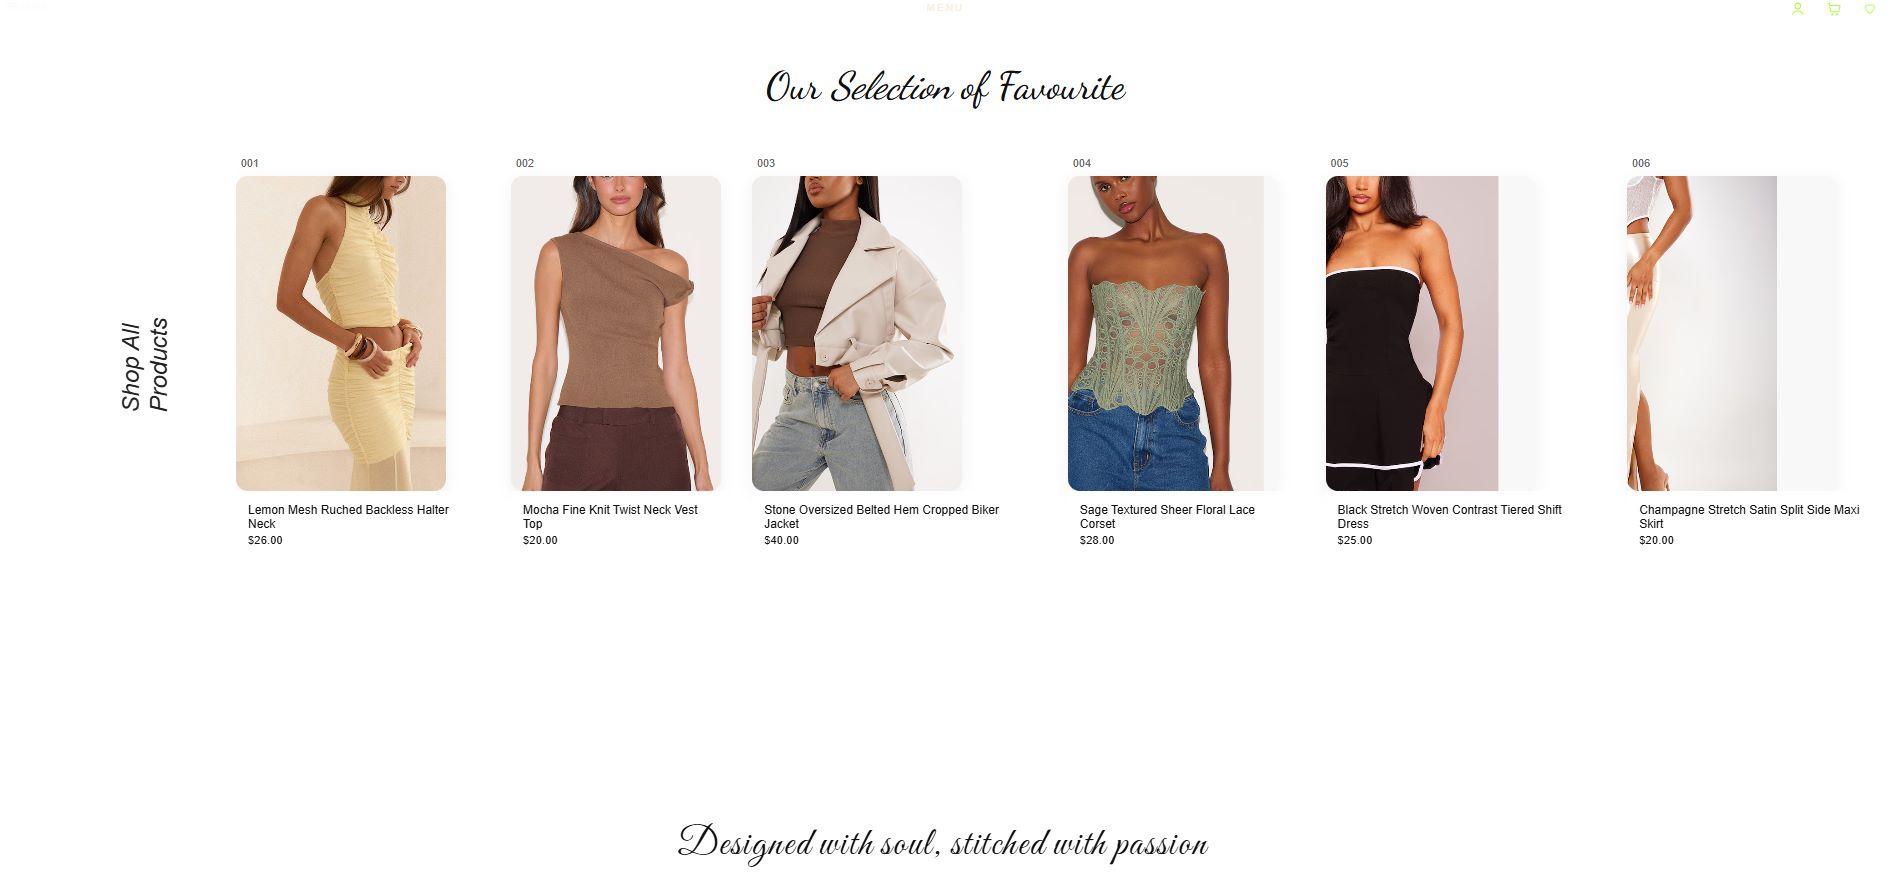 MENU
Our Selection of Favourite
001
002
003
004
005
006
Shop All
Products
Lemon Mesh Ruched Backless Halter
Neck
$26.00
Mocha Fine Knit Twist Neck Vest
Top
$20.00
Stone Oversized Belted Hem Cropped Biker
Jacket
$40.00
Sage Textured Sheer Floral Lace
Corset
$28.00
Black Stretch Woven Contrast Tiered Shift
Dress
$25.00
Champagne Stretch Satin Split Side Maxi
Skirt
$20.00
Designed with soul, stitched with passion